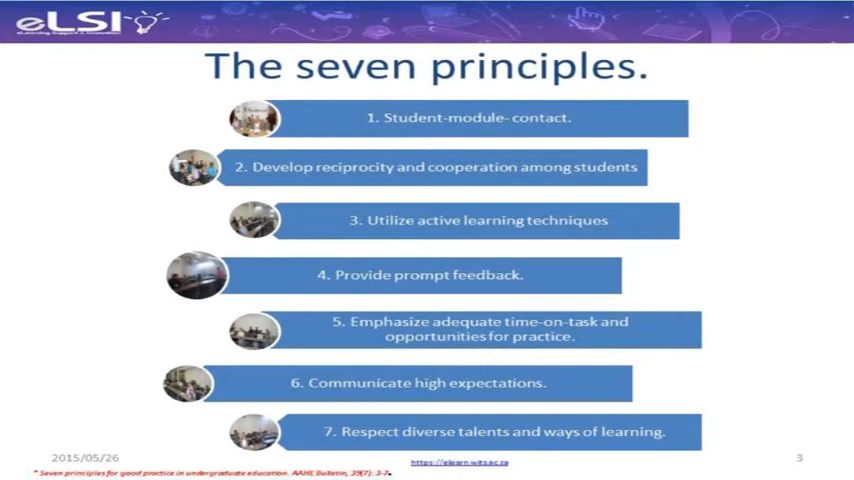 eLSI
eLearning Support & Innovation
The seven principles.
1. Student-module- contact.
2. Develop reciprocity and cooperation among students
3. Utilize active learning techniques
4. Provide prompt feedback.
5. Emphasize adequate time-on-task and
opportunities for practice.
6. Communicate high expectations.
7. Respect diverse talents and ways of learning.
2015/05/26
https://elearn.wits.ac.za
3
* Seven principles for good practice in undergraduate education. AAHE Bulletin, 39(7): 3-7.